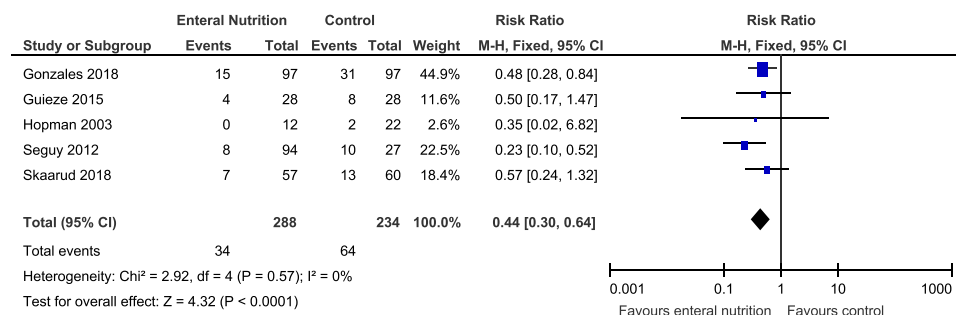 Enteral Nutrition Control Risk Ratio Risk Ratio
Study or Subgroup Events Total Events Total Weight M-H, Fixed, 95% CI M-H, Fixed, 95% CI
Gonzales 2018 15 97 31 97 44.9% 0.48 [0.28, 0.84]
Guieze 2015 4 28 8 28 11.6% 0.50 [0.17, 1.47]
Hopman 2003 0 12 2 22 2.6% 0.35 [0.02, 6.82]
Seguy 2012 8 94 10 27 22.5% 0.23 [0.10, 0.52]
Skaarud 2018 7 57 13 60 18.4% 0.57 [0.24, 1.32]
Total (95% CI) 288 234 100.0% 0.44 [0.30, 0.64]
Total events 34 64
Heterogeneity: Chi² = 2.92, df = 4 (P = 0.57); I² = 0%
Test for overall effect: Z = 4.32 (P < 0.0001)
0.001 0.1 1 10 1000
Favours enteral nutrition Favours control